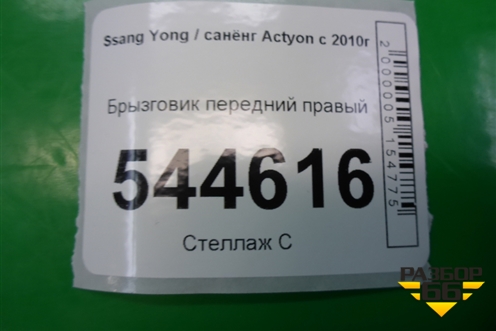 Ssang Yong / санёнг Actyon с 2010г
Брызговик передний правый
544616
Стеллаж С
2000005154775
РАЗБОР
66